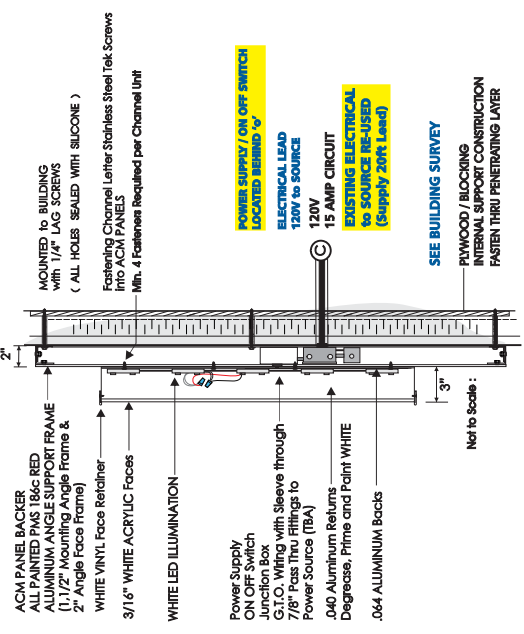 MOUNTED to BUILDING
with 1/4" LAG SCREWS
( ALL HOLES SEALED WITH SILICONE )
Fastening Channel Letter Stainless Steel Tek Screws
into ACM PANELS
Min. 4 Fasteners Required per Channel Unit
POWER SUPPLY / ON OFF SWITCH
LOCATED BEHIND 'o'
ELECTRICAL LEAD
120V to SOURCE
120V
15 AMP CIRCUIT
EXISTING ELECTRICAL
to SOURCE RE-USED
(Supply 20ft Lead)
SEE BUILDING SURVEY
PLYWOOD / BLOCKING
INTERNAL SUPPORT CONSTRUCTION
FASTEN THRU PENETRATING LAYER
C
2"
3"
Not to Scale :
ACM PANEL BACKER
ALL PAINTED PMS 186c RED
ALUMINUM ANGLE SUPPORT FRAME
(1.1/2" Mounting Angle Frame &
2" Angle Face Frame)
WHITE VINYL Face Retainer
3/16" WHITE ACRYLIC Faces
WHITE LED ILLUMINATION
Power Supply
ON OFF Switch
Junction Box
G.T.O. Wiring with Sleeve through
7/8" Pass Thru Fittings to
Power Source (TBA)
.040 Aluminum Returns
Degrease, Prime and Paint WHITE
.064 ALUMINUM Backs